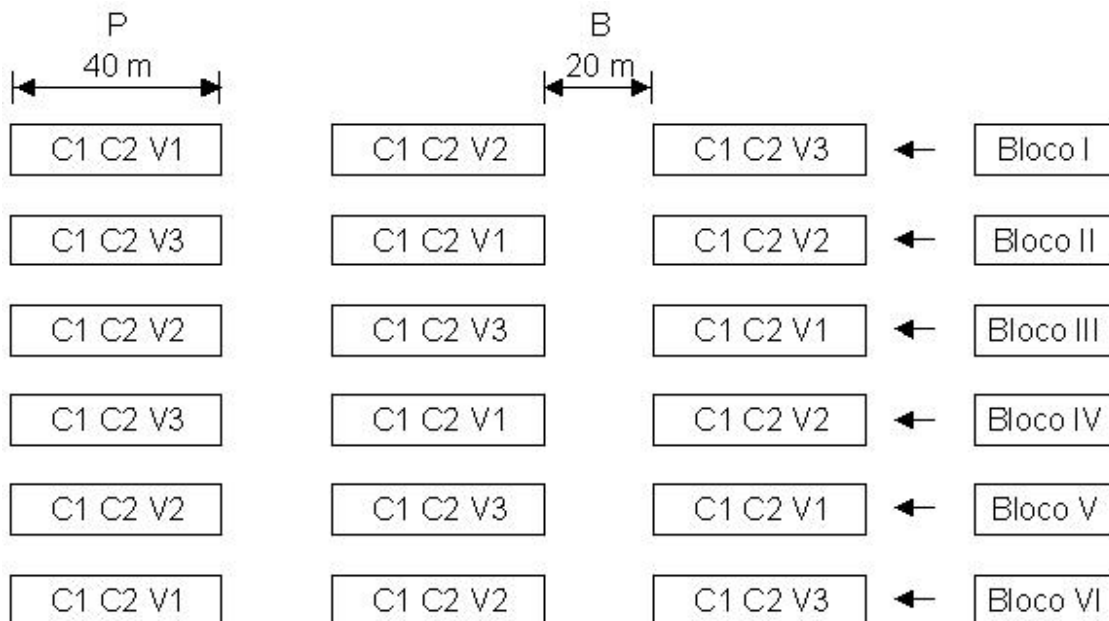 P B
40 m 20 m
C1 C2 V1 C1 C2 V2 C1 C2 V3 Bloco I
C1 C2 V3 C1 C2 V1 C1 C2 V2 Bloco II
C1 C2 V2 C1 C2 V3 C1 C2 V1 Bloco III
C1 C2 V3 C1 C2 V1 C1 C2 V2 Bloco IV
C1 C2 V2 C1 C2 V3 C1 C2 V1 Bloco V
C1 C2 V1 C1 C2 V2 C1 C2 V3 Bloco VI